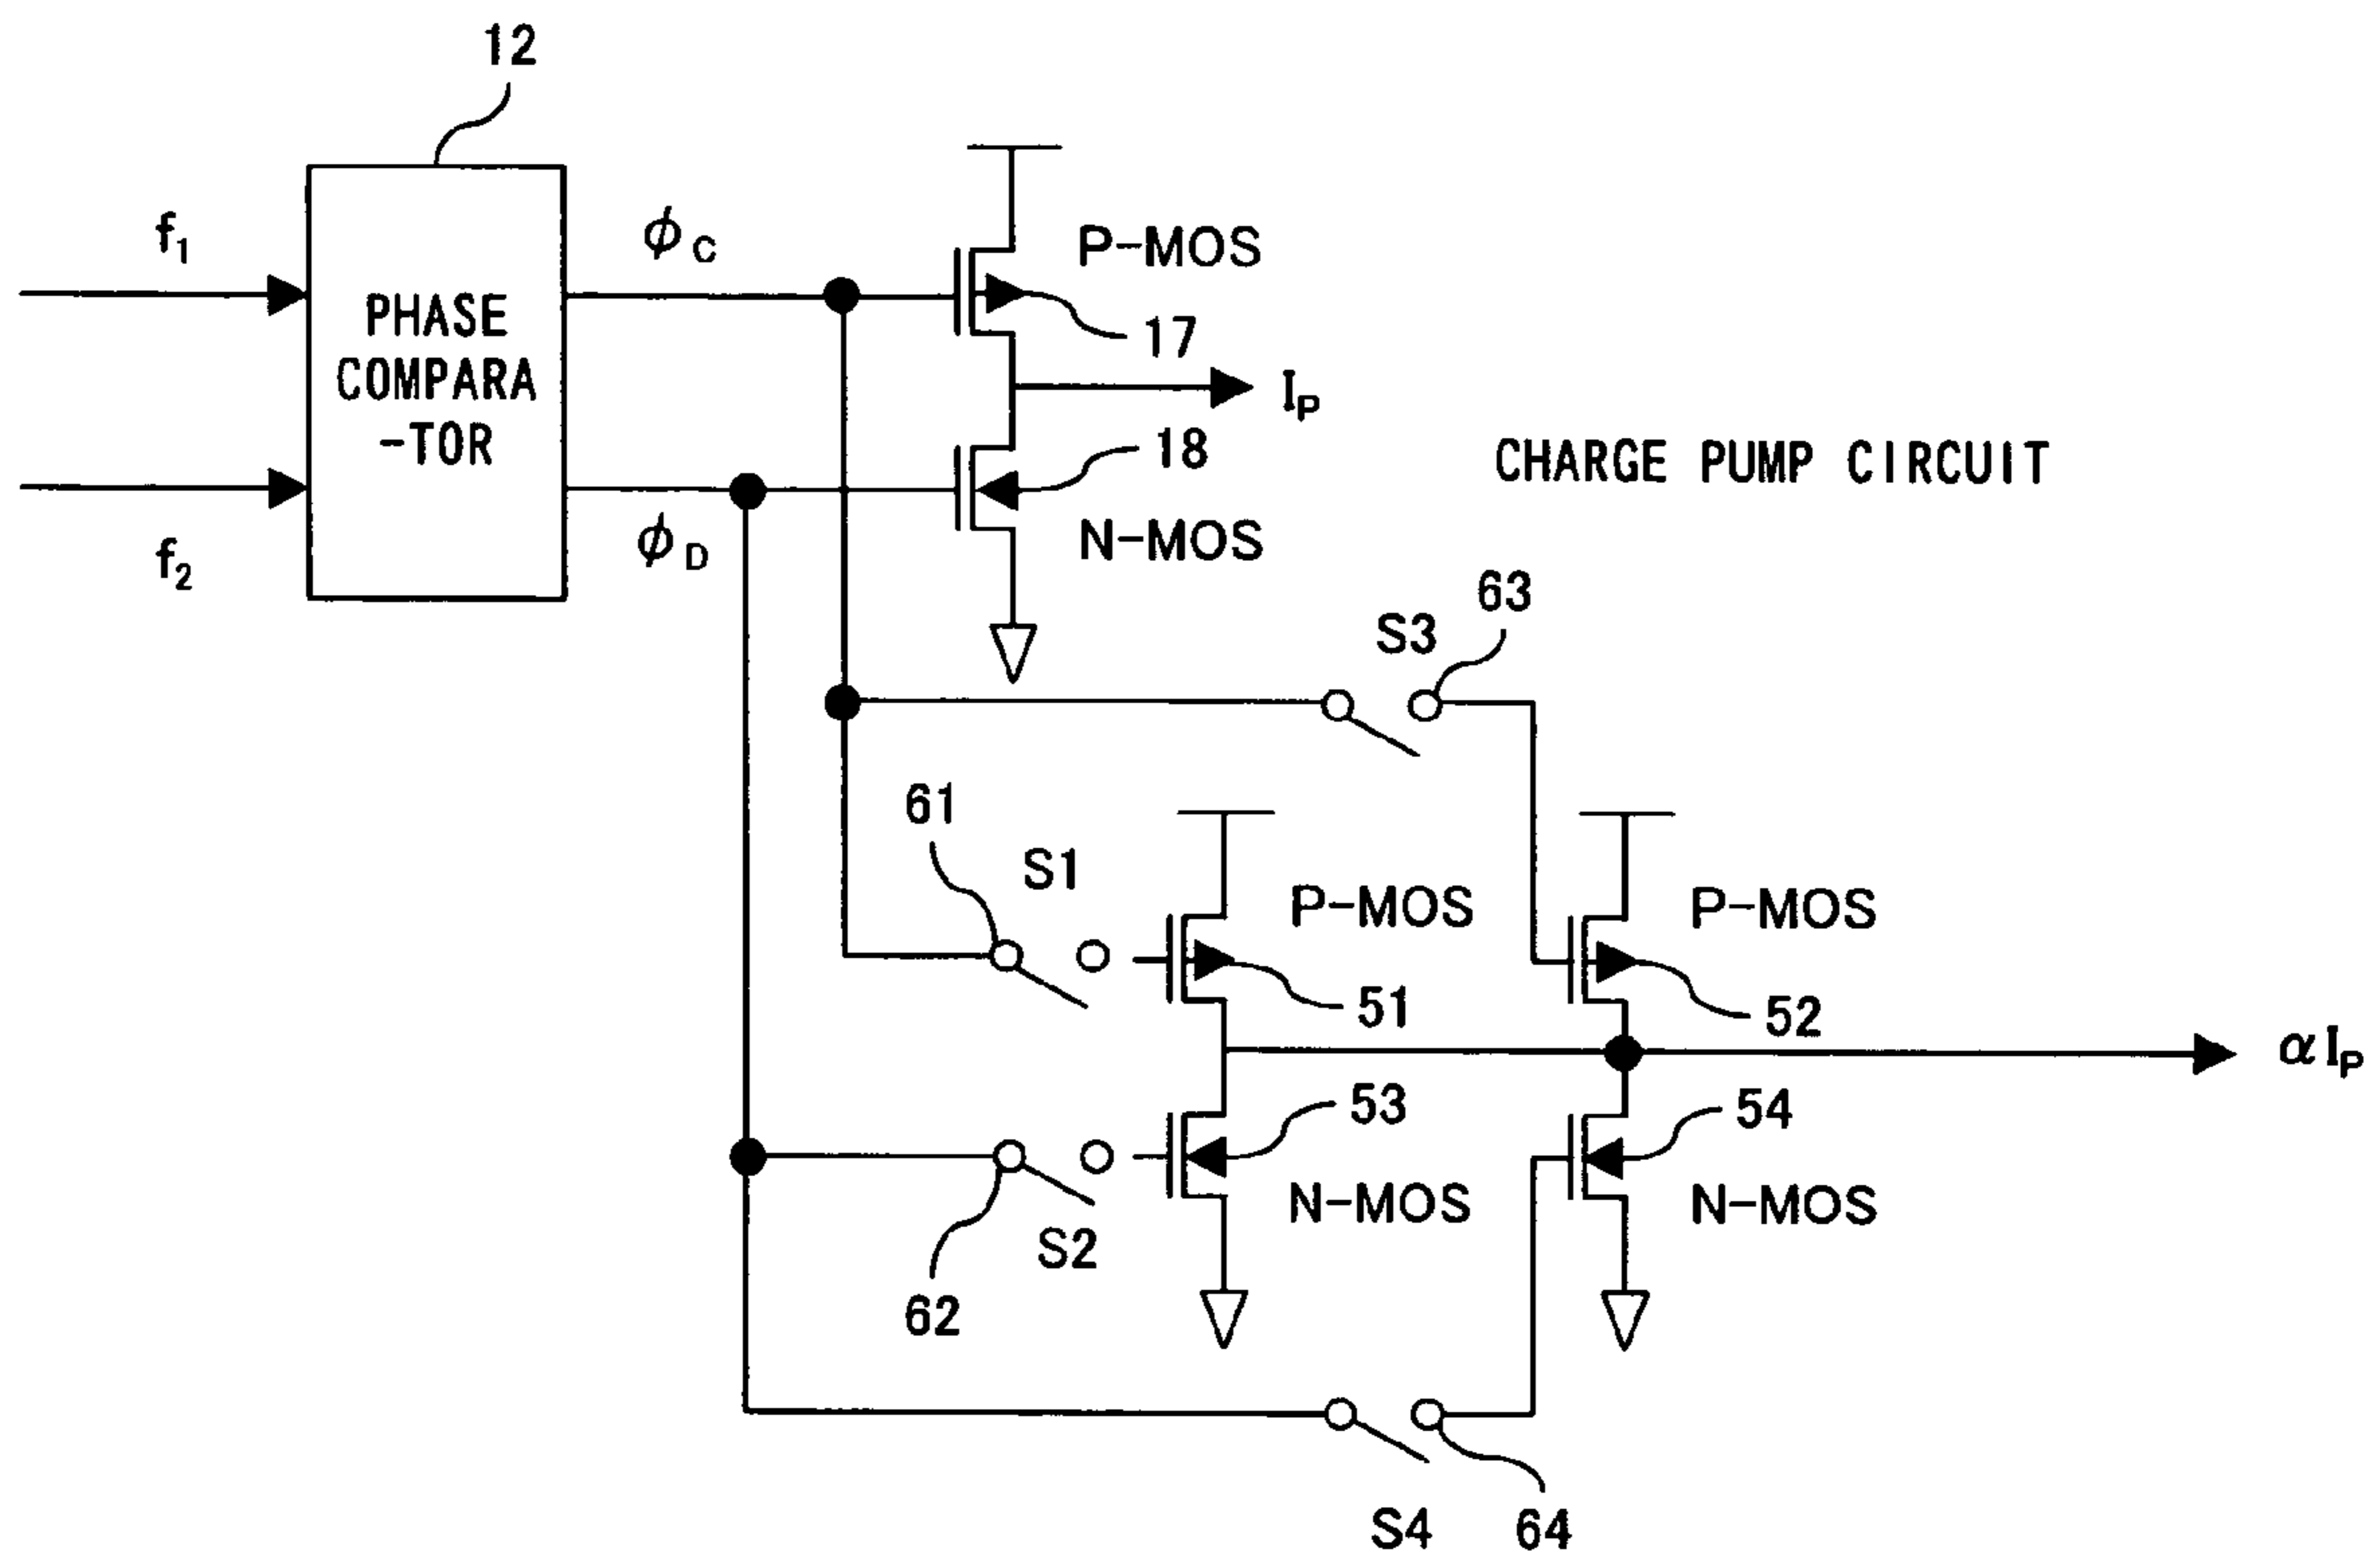 12
f1
ϕC
P-MOS
PHASE
COMPARA
-TOR
17
IP
18
CHARGE PUMP CIRCUIT
f2
ϕD
N-MOS
63
S3
61
S1
P-MOS
P-MOS
51
52
αIP
53
54
N-MOS
N-MOS
S2
62
S4
64